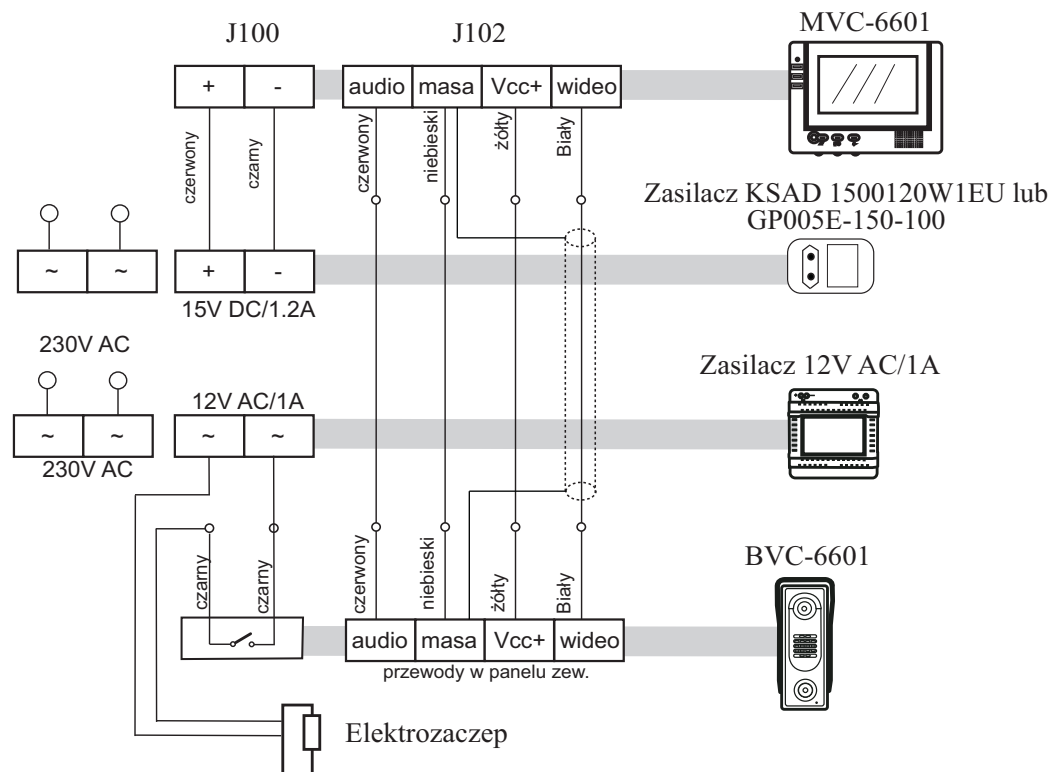 J100
J102
MVC-6601
+ -
audio masa Vcc+ wideo
czerwony
czarny
czerwony
niebieski
żółty
Biały
Zasilacz KSAD 1500120W1EU lub
GP005E-150-100
~ ~
+ -
15V DC/1.2A
230V AC
Zasilacz 12V AC/1A
12V AC/1A
~ ~
~ ~
230V AC
czarny
czarny
czerwony
niebieski
żółty
Biały
BVC-6601
audio masa Vcc+ wideo
przewody w panelu zew.
Elektrozaczep